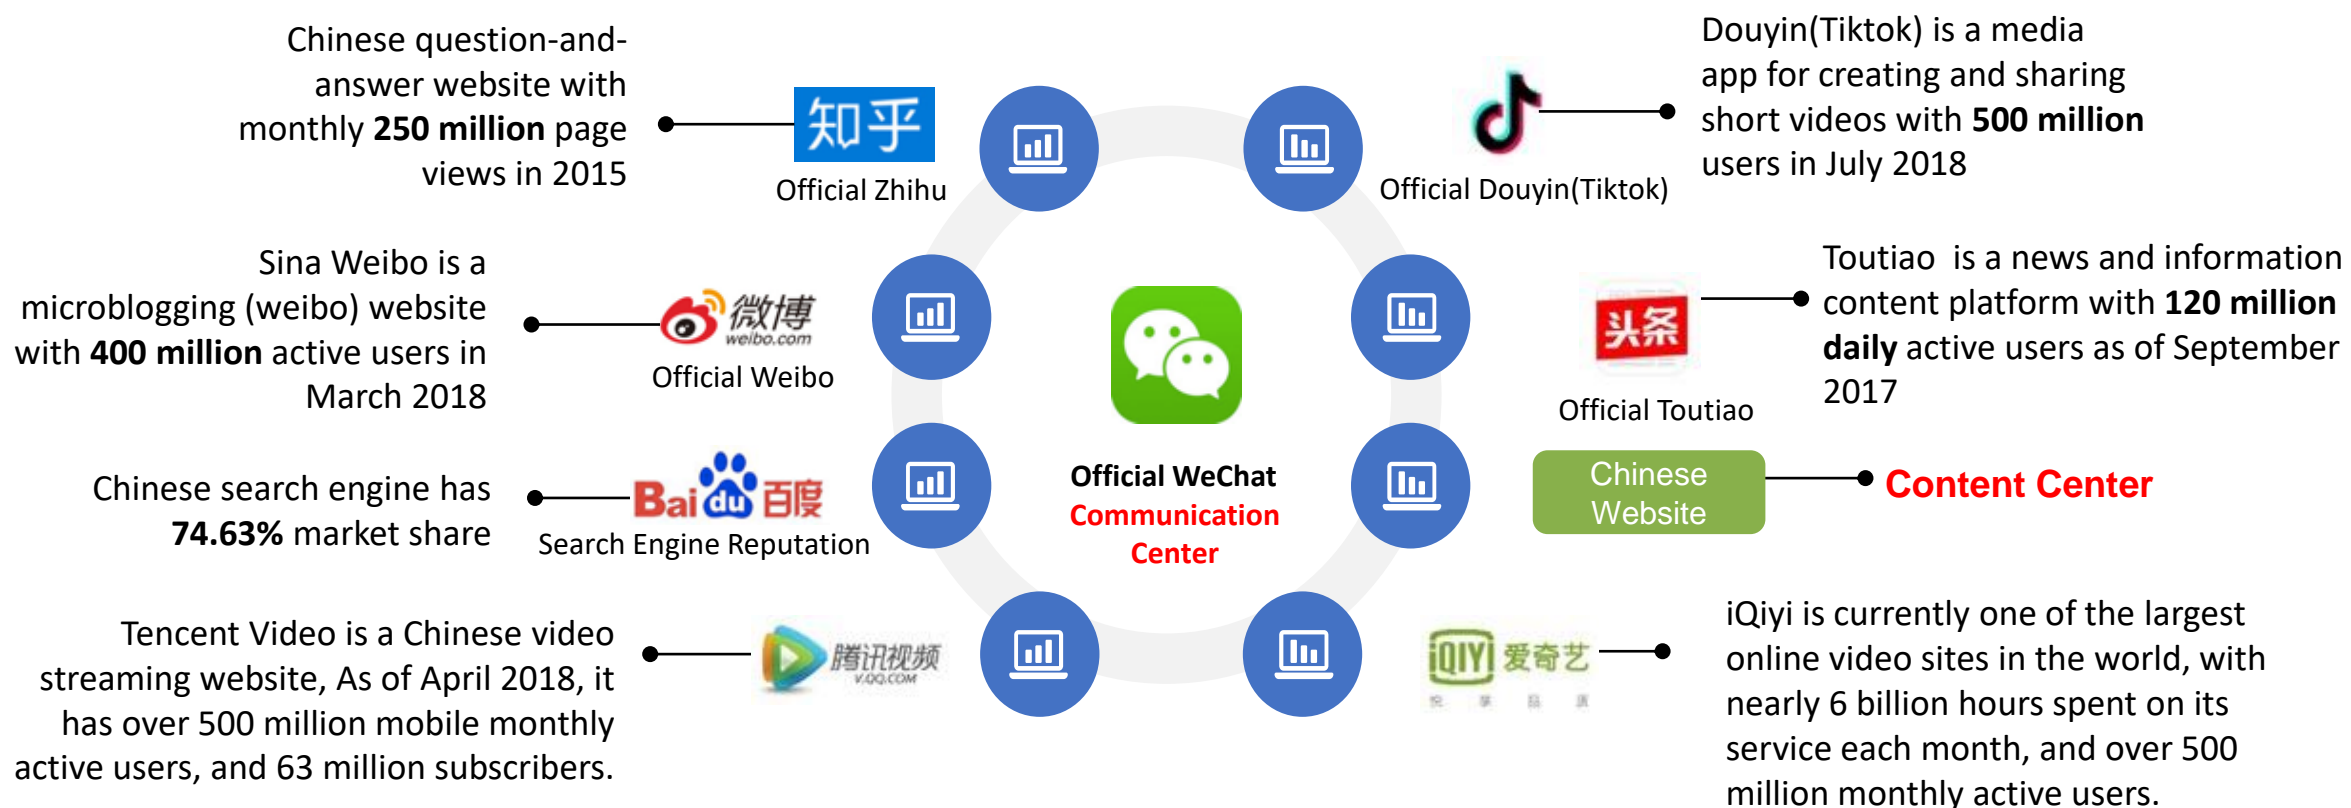 Chinese question-and-
answer website with
monthly 250 million page
views in 2015
知乎
Official Zhihu
Douyin(Tiktok) is a media
app for creating and sharing
short videos with 500 million
users in July 2018
Official Douyin(Tiktok)
Sina Weibo is a
microblogging (weibo) website
with 400 million active users in
March 2018
微博
weibo.com
Official Weibo
Toutiao is a news and information
content platform with 120 million
daily active users as of September
2017
头条
Official Toutiao
Chinese search engine has
74.63% market share
Bai du 百度
Search Engine Reputation
Official WeChat
Communication
Center
Chinese
Website
Content Center
Tencent Video is a Chinese video
streaming website, As of April 2018, it
has over 500 million mobile monthly
active users, and 63 million subscribers.
腾讯视频
V.QQ.COM
iQIYI 爱奇艺
悦 享 品 质
iQiyi is currently one of the largest
online video sites in the world, with
nearly 6 billion hours spent on its
service each month, and over 500
million monthly active users.